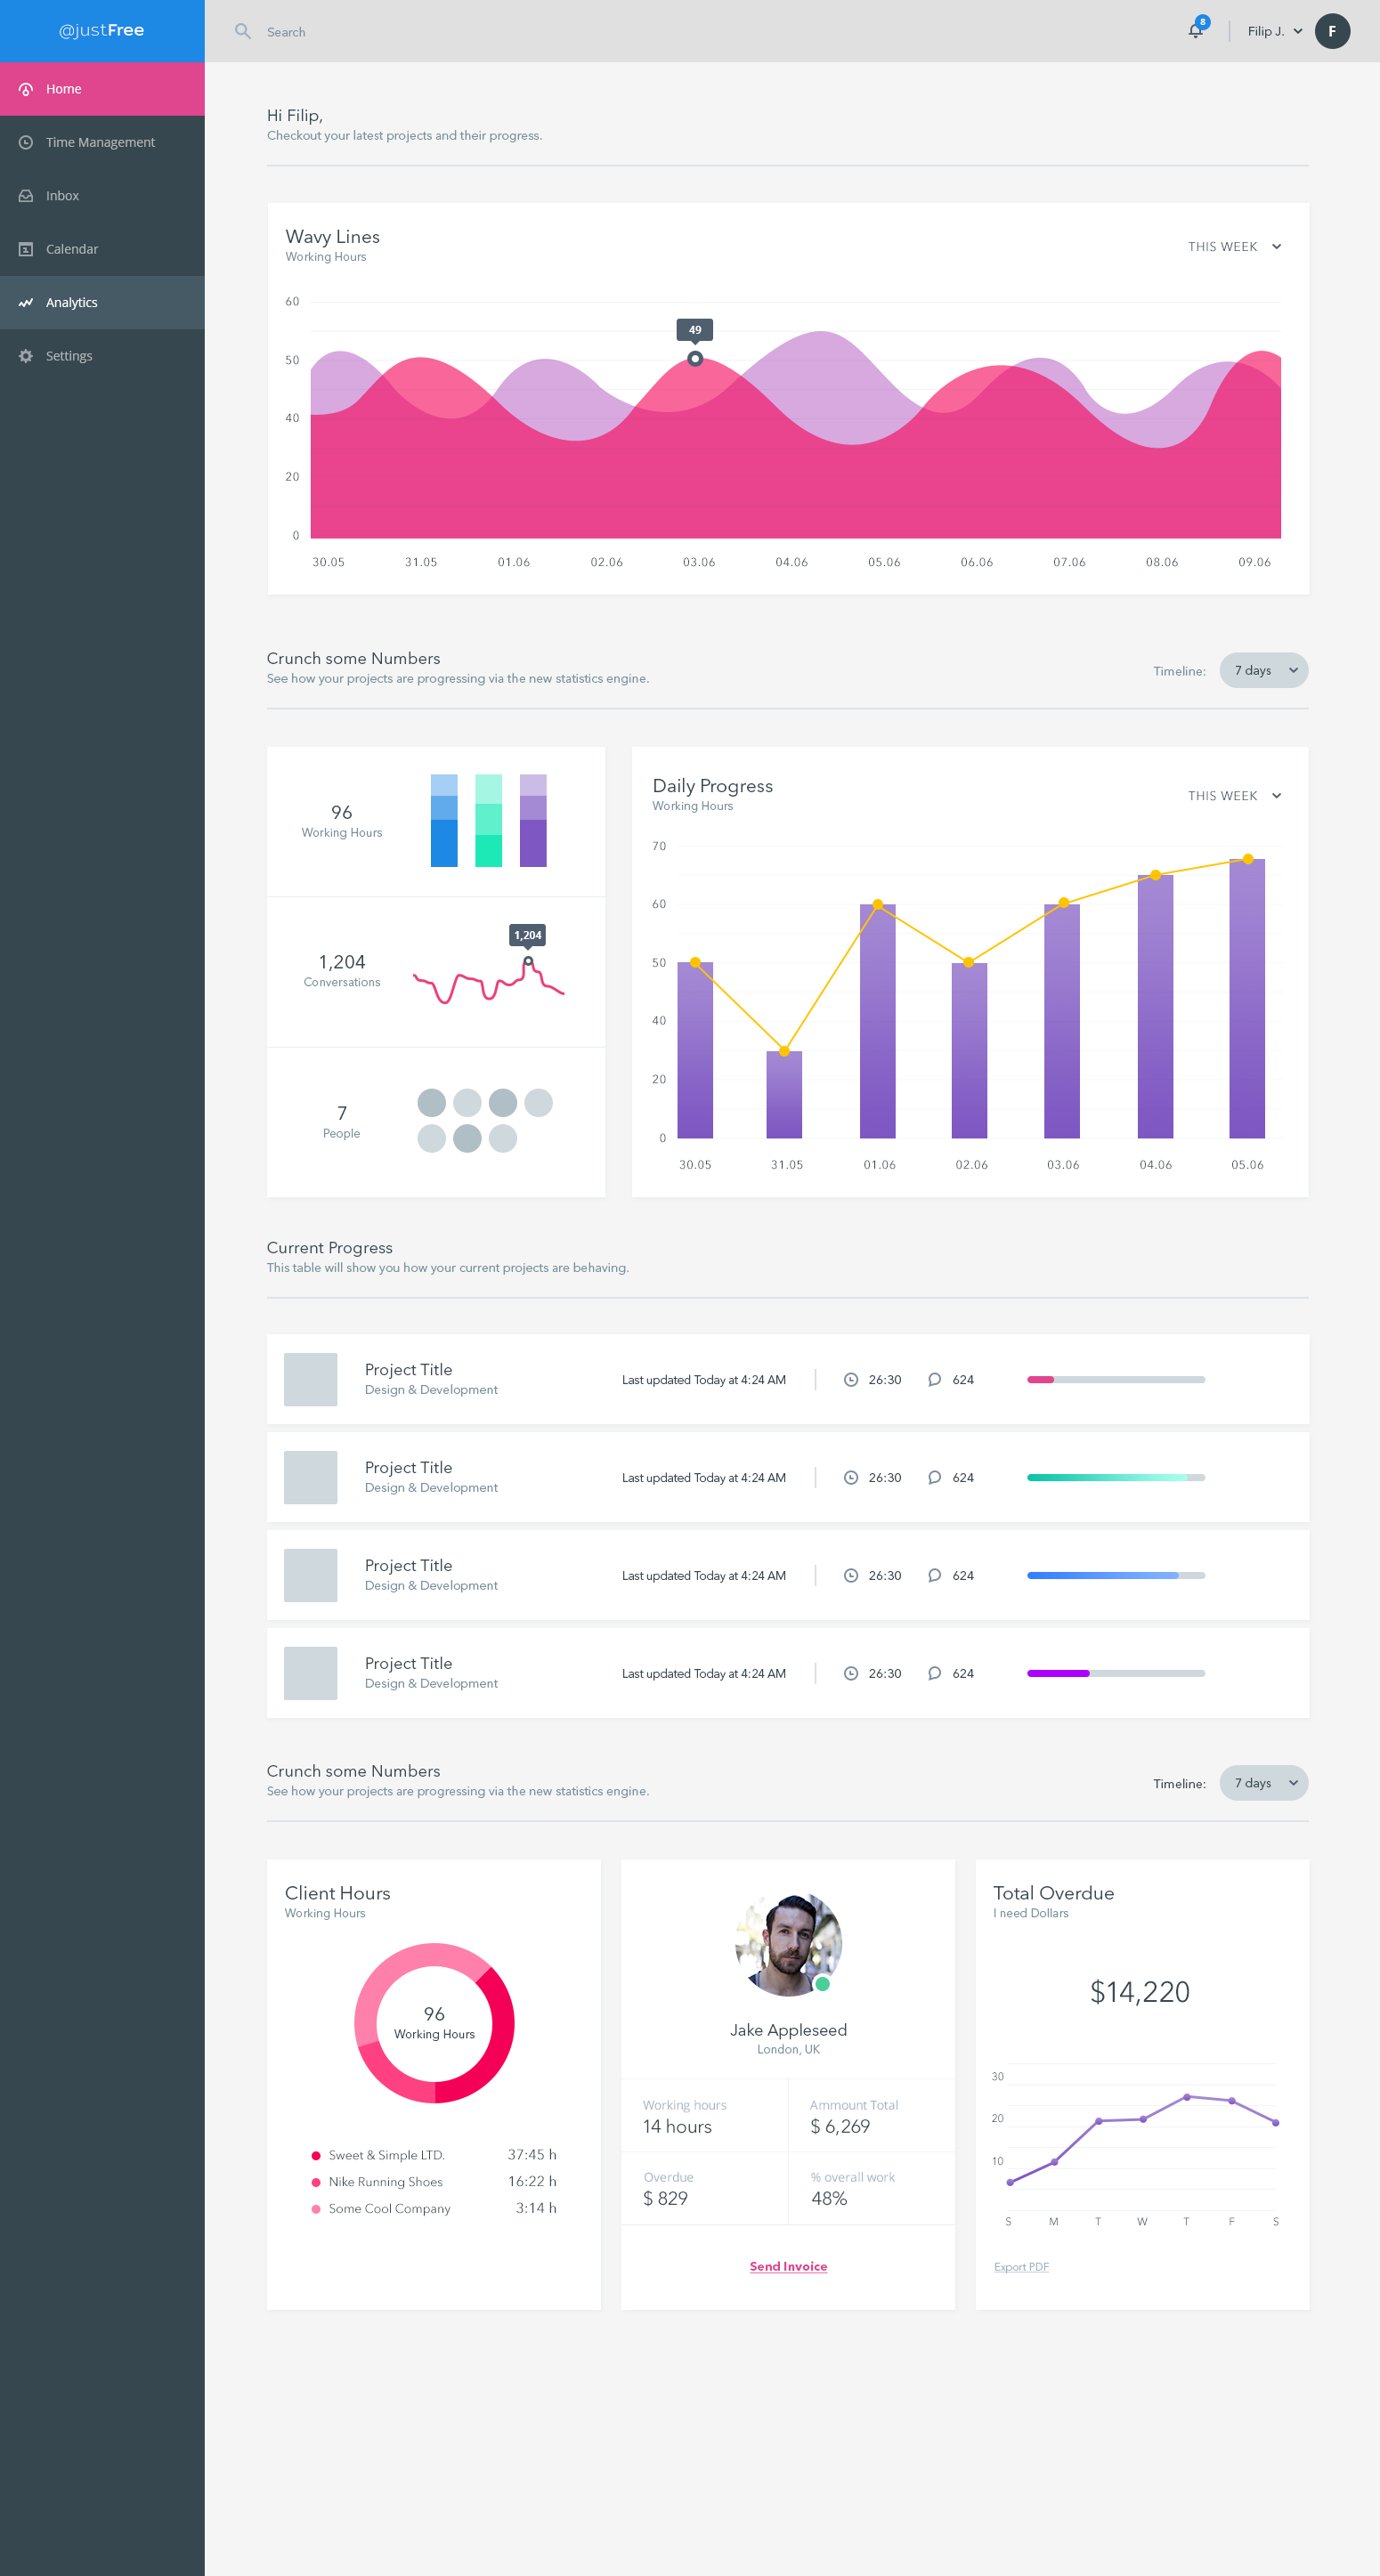 @justFree
Search
8
Filip J.
F
Home
Time Management
Inbox
Calendar
Analytics
Settings
Hi Filip,
Checkout your latest projects and their progress.
Wavy Lines
Working Hours
THIS WEEK
60
50
40
20
0
49
30.05 31.05 01.06 02.06 03.06 04.06 05.06 06.06 07.06 08.06 09.06
Crunch some Numbers
See how your projects are progressing via the new statistics engine.
Timeline: 7 days
96
Working Hours
1,204
Conversations
1,204
7
People
Daily Progress
Working Hours
THIS WEEK
70
60
50
40
20
0
30.05 31.05 01.06 02.06 03.06 04.06 05.06
Current Progress
This table will show you how your current projects are behaving.
Project Title
Design & Development
Last updated Today at 4:24 AM 26:30 624
Project Title
Design & Development
Last updated Today at 4:24 AM 26:30 624
Project Title
Design & Development
Last updated Today at 4:24 AM 26:30 624
Project Title
Design & Development
Last updated Today at 4:24 AM 26:30 624
Crunch some Numbers
See how your projects are progressing via the new statistics engine.
Timeline: 7 days
Client Hours
Working Hours
96
Working Hours
Sweet & Simple LTD. 37:45 h
Nike Running Shoes 16:22 h
Some Cool Company 3:14 h
Jake Appleseed
London, UK
Working hours
14 hours
Ammount Total
$ 6,269
Overdue
$ 829
% overall work
48%
Send Invoice
Total Overdue
I need Dollars
$14,220
30
20
10
S M T W T F S
Export PDF